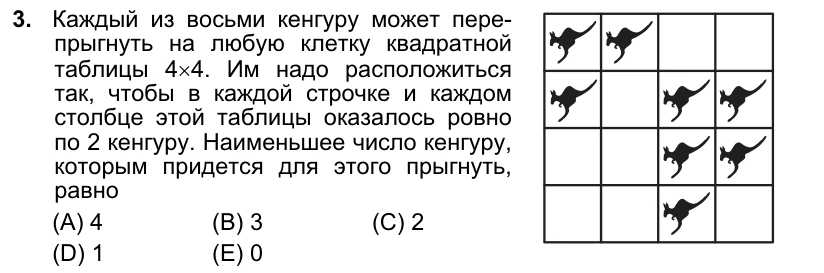 3. Каждый из восьми кенгуру может пере-
прыгнуть на любую клетку квадратной
таблицы 4×4. Им надо расположиться
так, чтобы в каждой строчке и каждом
столбце этой таблицы оказалось ровно
по 2 кенгуру. Наименьшее число кенгуру,
которым придется для этого прыгнуть,
равно
(A) 4 (B) 3 (C) 2
(D) 1 (E) 0